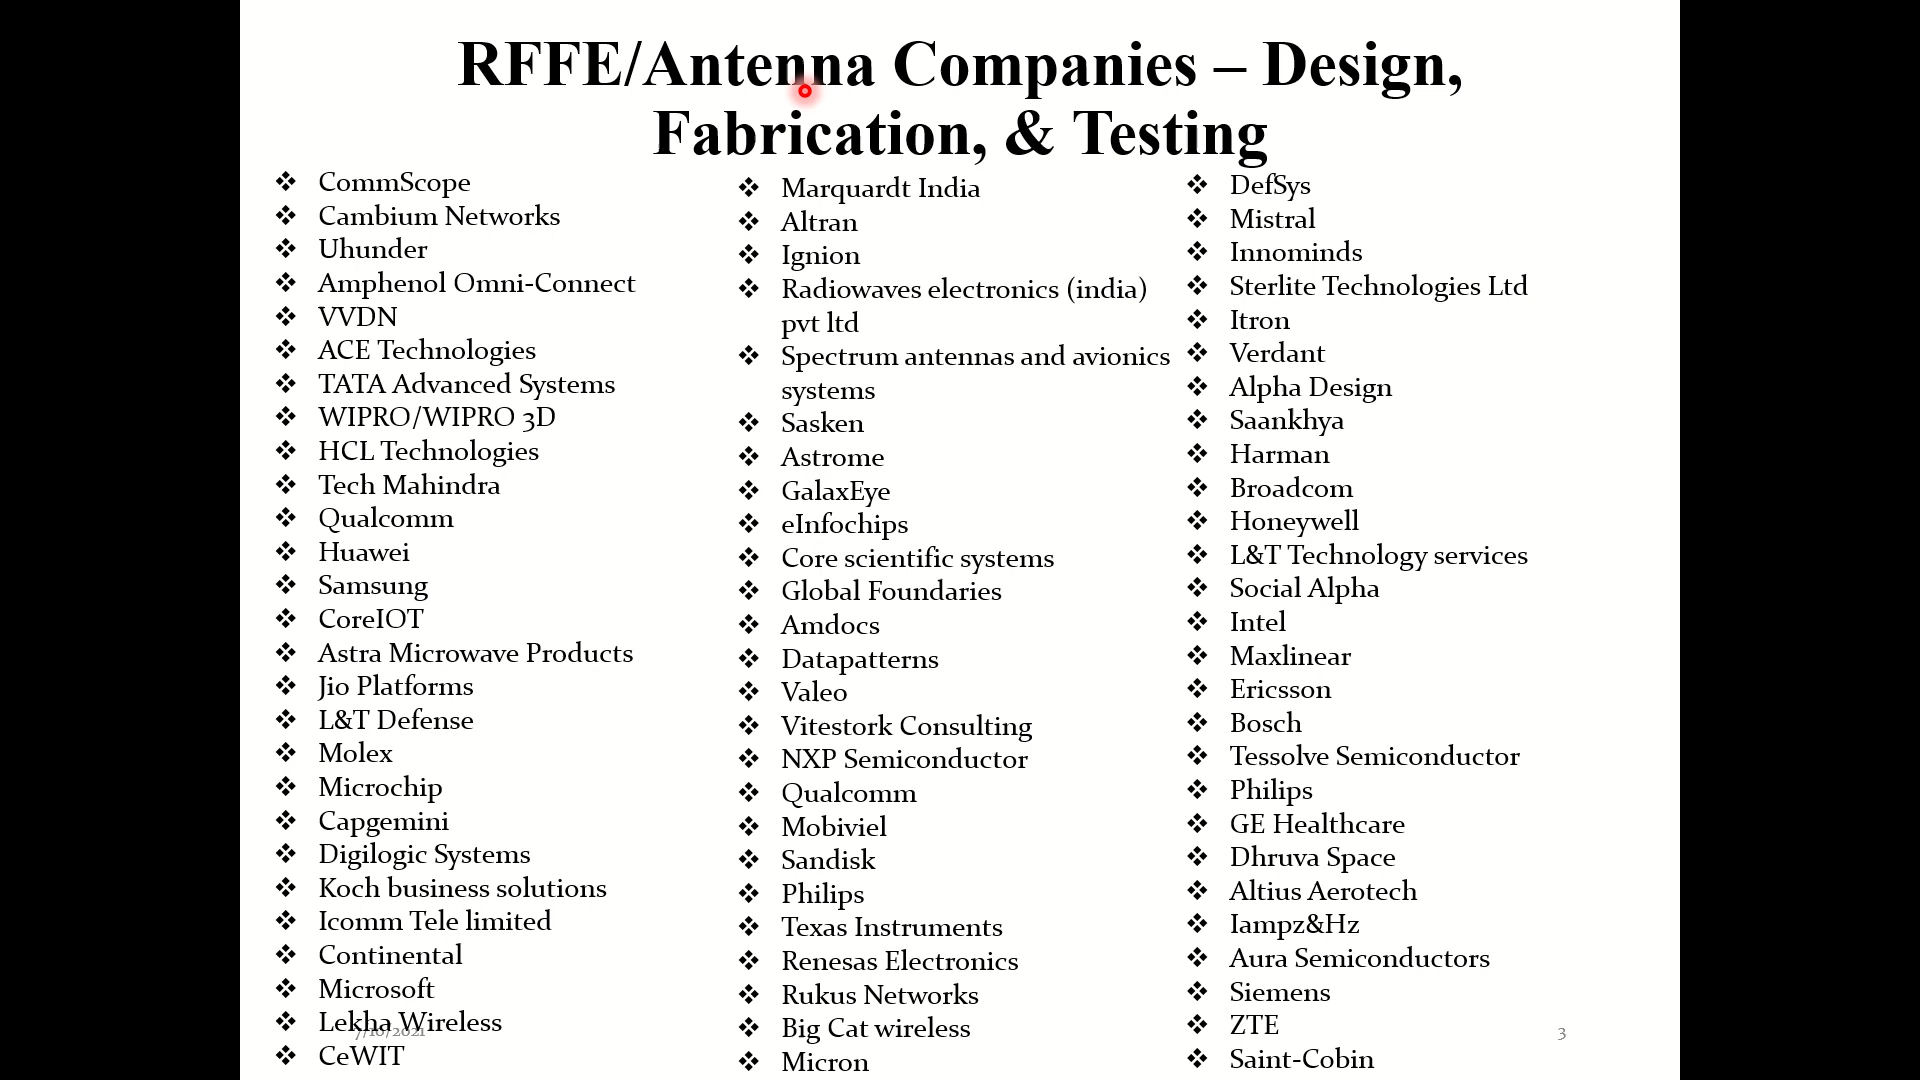 RFFE/Antenna Companies – Design,
Fabrication, & Testing
❖ CommScope
❖ Cambium Networks
❖ Uhunder
❖ Amphenol Omni-Connect
❖ VVDN
❖ ACE Technologies
❖ TATA Advanced Systems
❖ WIPRO/WIPRO 3D
❖ HCL Technologies
❖ Tech Mahindra
❖ Qualcomm
❖ Huawei
❖ Samsung
❖ CoreIOT
❖ Astra Microwave Products
❖ Jio Platforms
❖ L&T Defense
❖ Molex
❖ Microchip
❖ Capgemini
❖ Digilogic Systems
❖ Koch business solutions
❖ Icomm Tele limited
❖ Continental
❖ Microsoft
❖ Lekha Wireless
❖ CeWIT
❖ Marquardt India
❖ Altran
❖ Ignion
❖ Radiowaves electronics (india)
pvt ltd
❖ Spectrum antennas and avionics
systems
❖ Sasken
❖ Astrome
❖ GalaxEye
❖ eInfochips
❖ Core scientific systems
❖ Global Foundaries
❖ Amdocs
❖ Datapatterns
❖ Valeo
❖ Vitestork Consulting
❖ NXP Semiconductor
❖ Qualcomm
❖ Mobiviel
❖ Sandisk
❖ Philips
❖ Texas Instruments
❖ Renesas Electronics
❖ Rukus Networks
❖ Big Cat wireless
❖ Micron
❖ DefSys
❖ Mistral
❖ Innominds
❖ Sterlite Technologies Ltd
❖ Itron
❖ Verdant
❖ Alpha Design
❖ Saankhya
❖ Harman
❖ Broadcom
❖ Honeywell
❖ L&T Technology services
❖ Social Alpha
❖ Intel
❖ Maxlinear
❖ Ericsson
❖ Bosch
❖ Tessolve Semiconductor
❖ Philips
❖ GE Healthcare
❖ Dhruva Space
❖ Altius Aerotech
❖ Iampz&Hz
❖ Aura Semiconductors
❖ Siemens
❖ ZTE
❖ Saint-Cobin
3